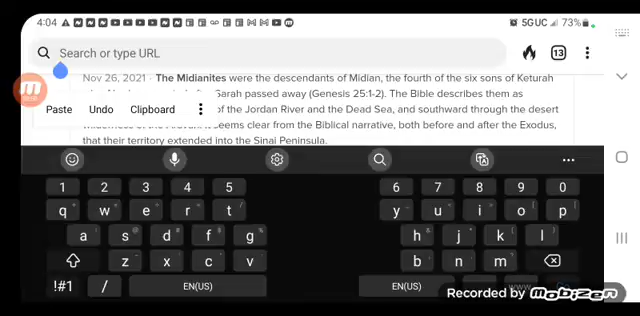 4:04 5GUC 73%
Search or type URL 13
Nov 26, 2021 · The Midianites were the descendants of Midian, the fourth of the six sons of Keturah
Sarah passed away (Genesis 25:1-2). The Bible describes them as
Paste Undo Clipboard
of the Jordan River and the Dead Sea, and southward through the desert
wilderness of the seems clear from the Biblical narrative, both before and after the Exodus,
that their territory extended into the Sinai Peninsula.
1 2 3 4 5 6 7 8 9 0
q w e r t y u i o p
a s d f g h j k l
z x c v b n m
!#1 / EN(US) EN(US) www.
Recorded by MOBIZEN